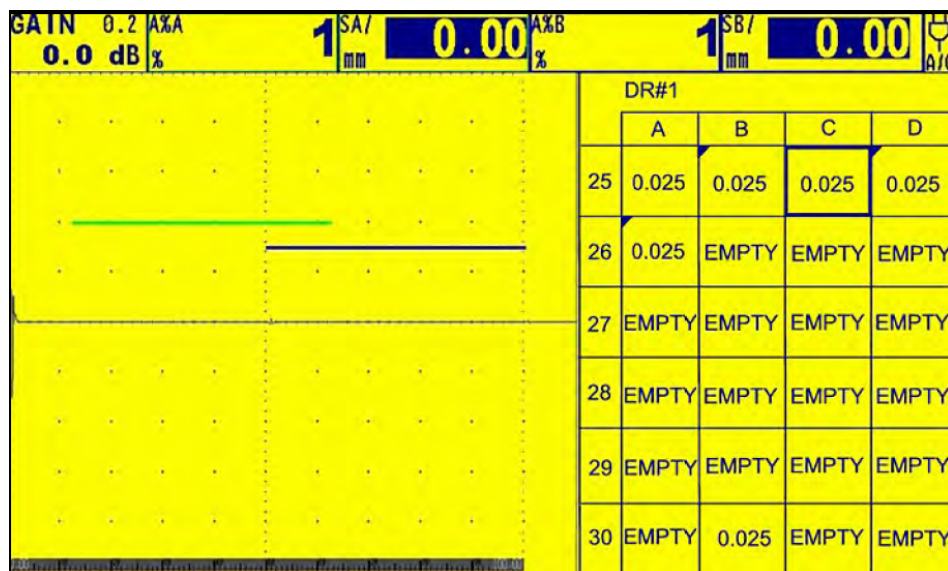 GAIN 0.2 A%A SA/ A%B SB/
0.0 dB % 1 mm 0.00 % 1 mm 0.00 A/C
DR#1
A B C D
25 0.025 0.025 0.025 0.025
26 0.025 EMPTY EMPTY EMPTY
27 EMPTY EMPTY EMPTY EMPTY
28 EMPTY EMPTY EMPTY EMPTY
29 EMPTY EMPTY EMPTY EMPTY
30 EMPTY 0.025 EMPTY EMPTY